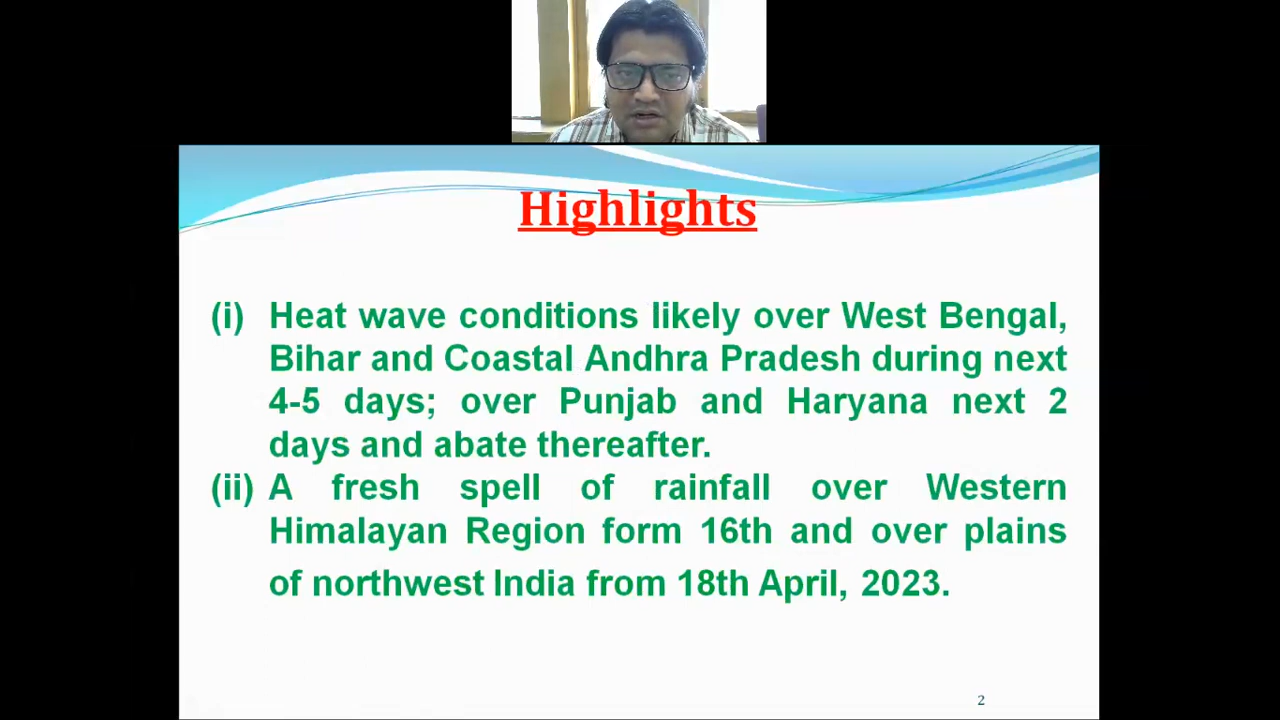 Highlights
(i) Heat wave conditions likely over West Bengal,
Bihar and Coastal Andhra Pradesh during next
4-5 days; over Punjab and Haryana next 2
days and abate thereafter.
(ii) A fresh spell of rainfall over Western
Himalayan Region form 16th and over plains
of northwest India from 18th April, 2023.
2